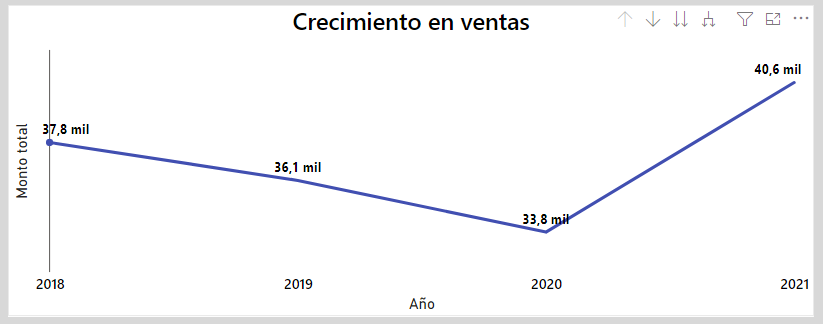 Crecimiento en ventas
40,6 mil
37,8 mil
36,1 mil
33,8 mil
Monto total
2018
2019
2020
2021
Año